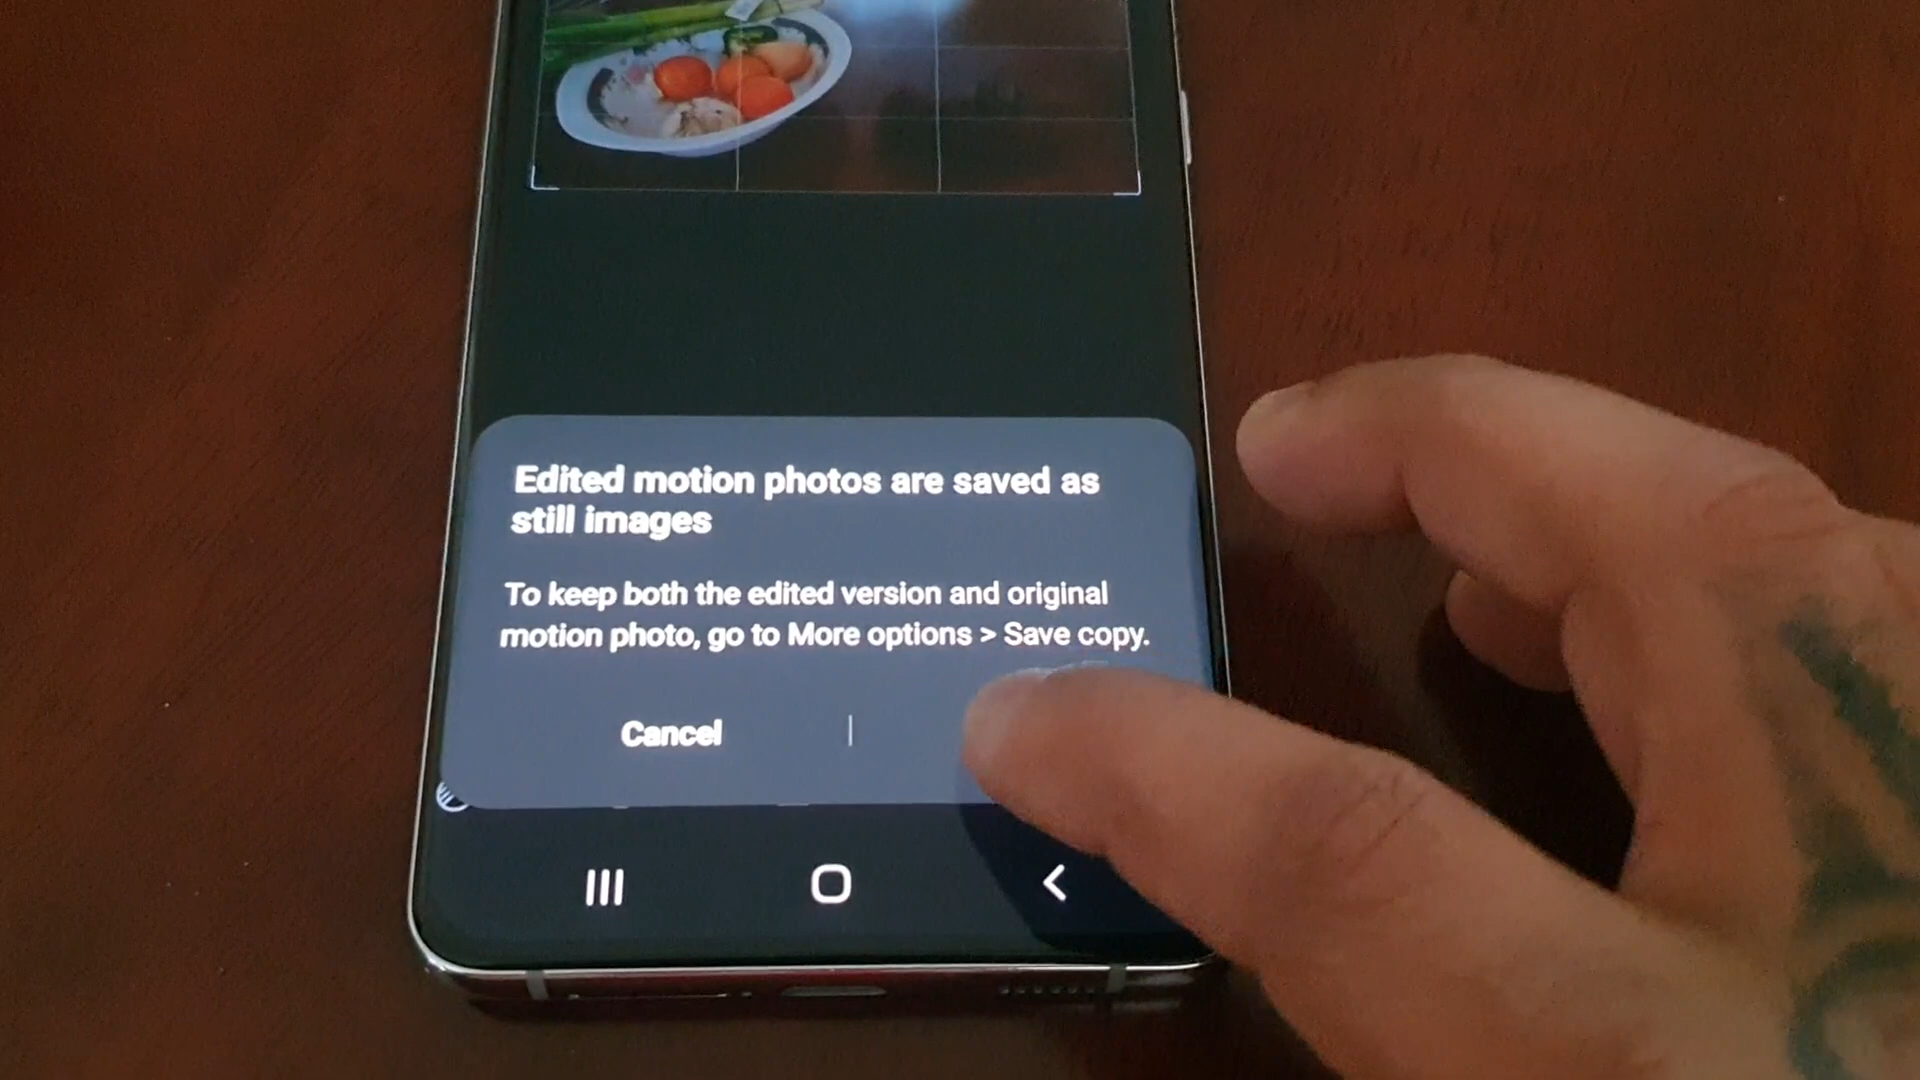 Edited motion photos are saved as
still images
To keep both the edited version and original
motion photo, go to More options > Save copy.
Cancel